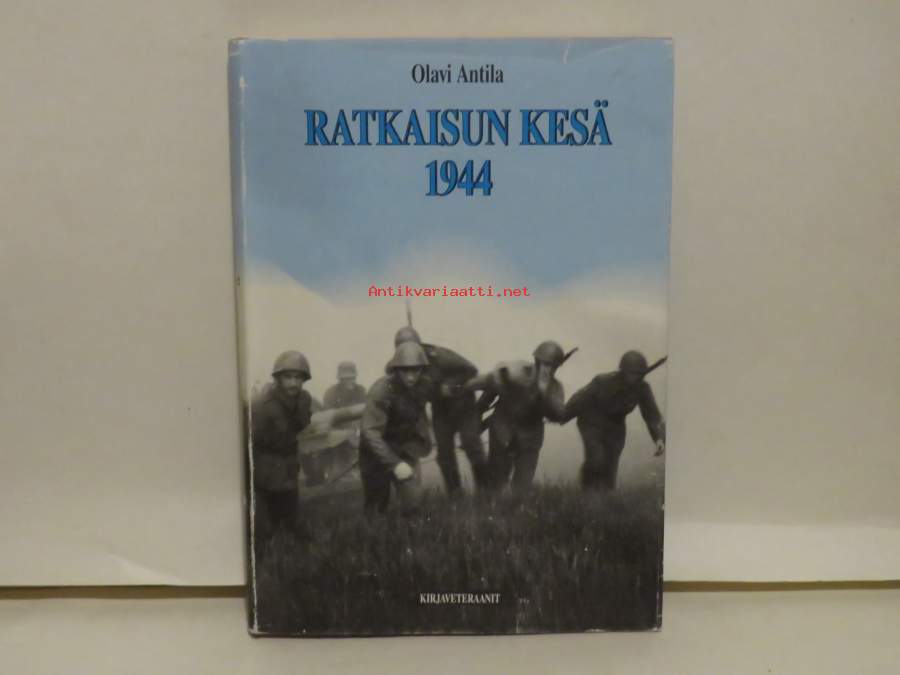 Olavi Antila
RATKAISUN KESÄ
1944
Antikvariaatti.net
KIRJAVETERAANIT